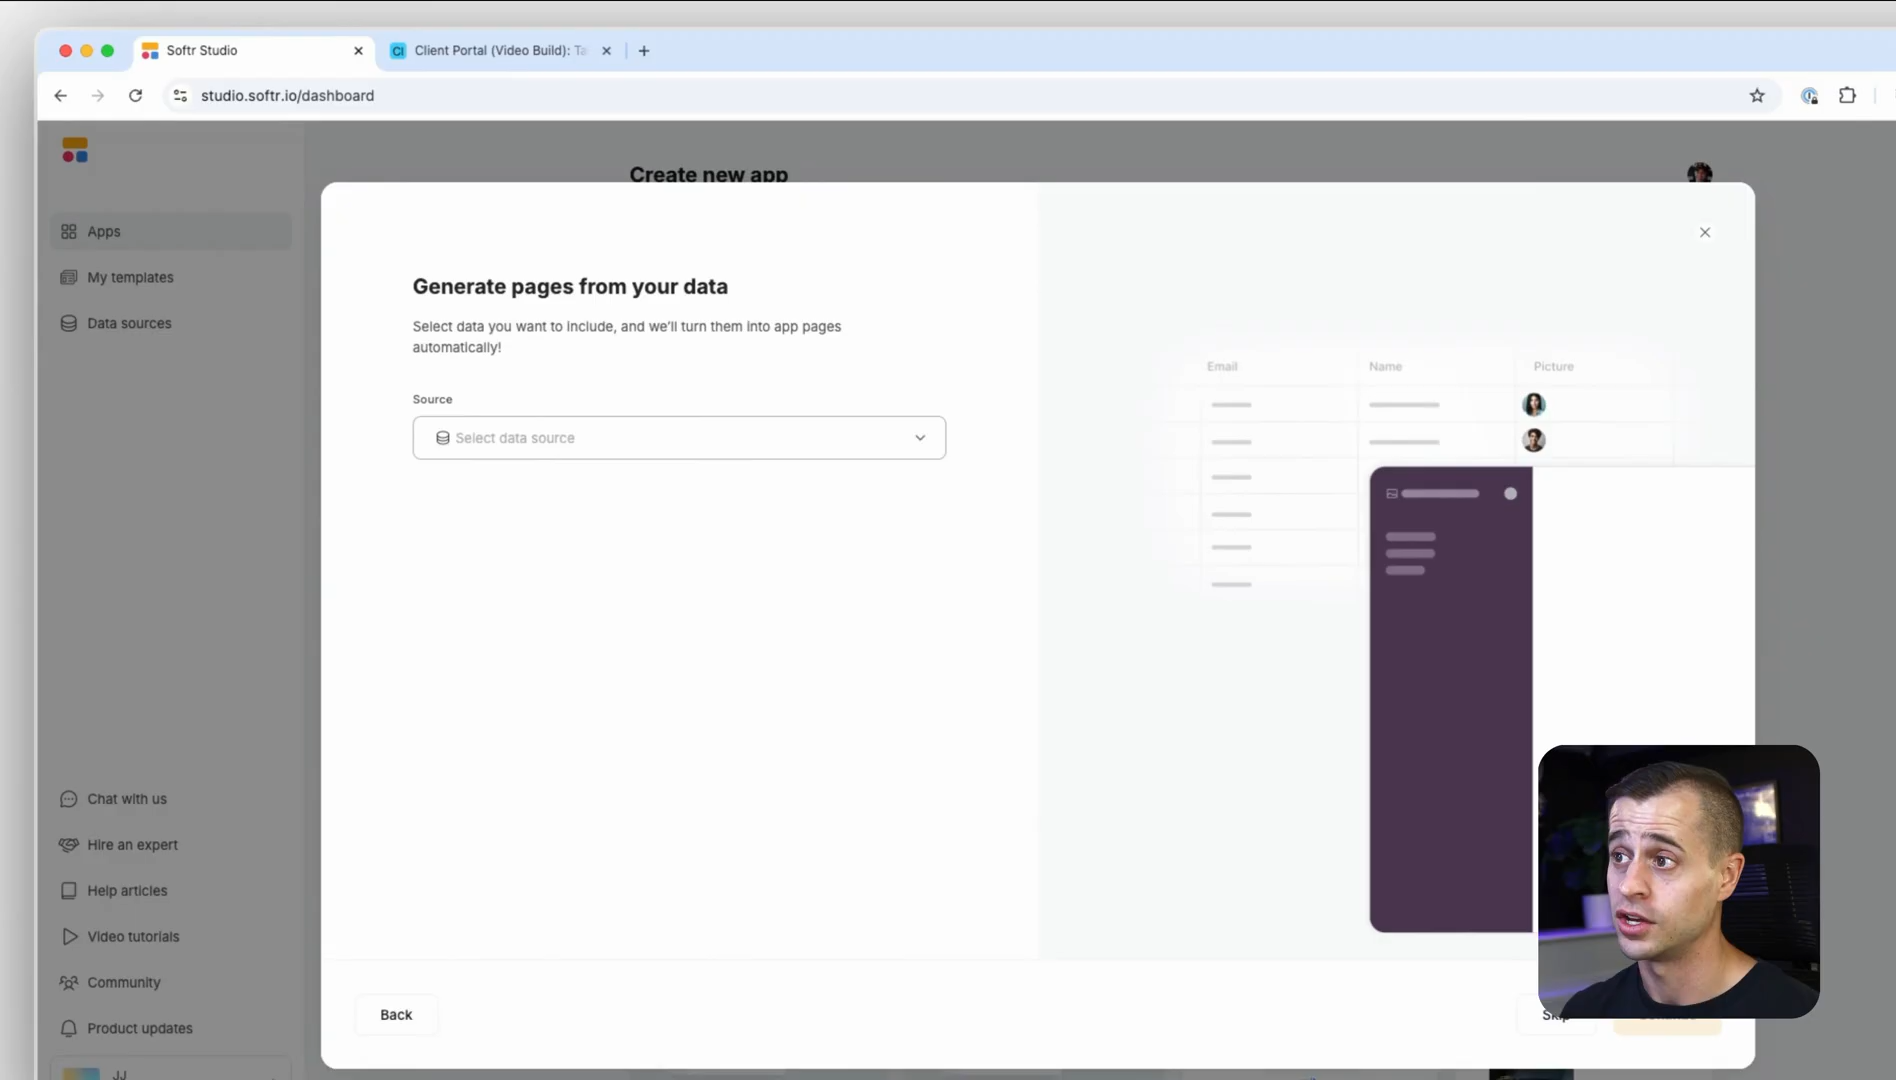 Softr Studio
CI Client Portal (Video Build): Ta
studio.softr.io/dashboard
Create new app
Apps
My templates
Data sources
Generate pages from your data
Select data you want to include, and we'll turn them into app pages
automatically!
Source
Select data source
Email Name Picture
Chat with us
Hire an expert
Help articles
Video tutorials
Community
Product updates
JJ
Back